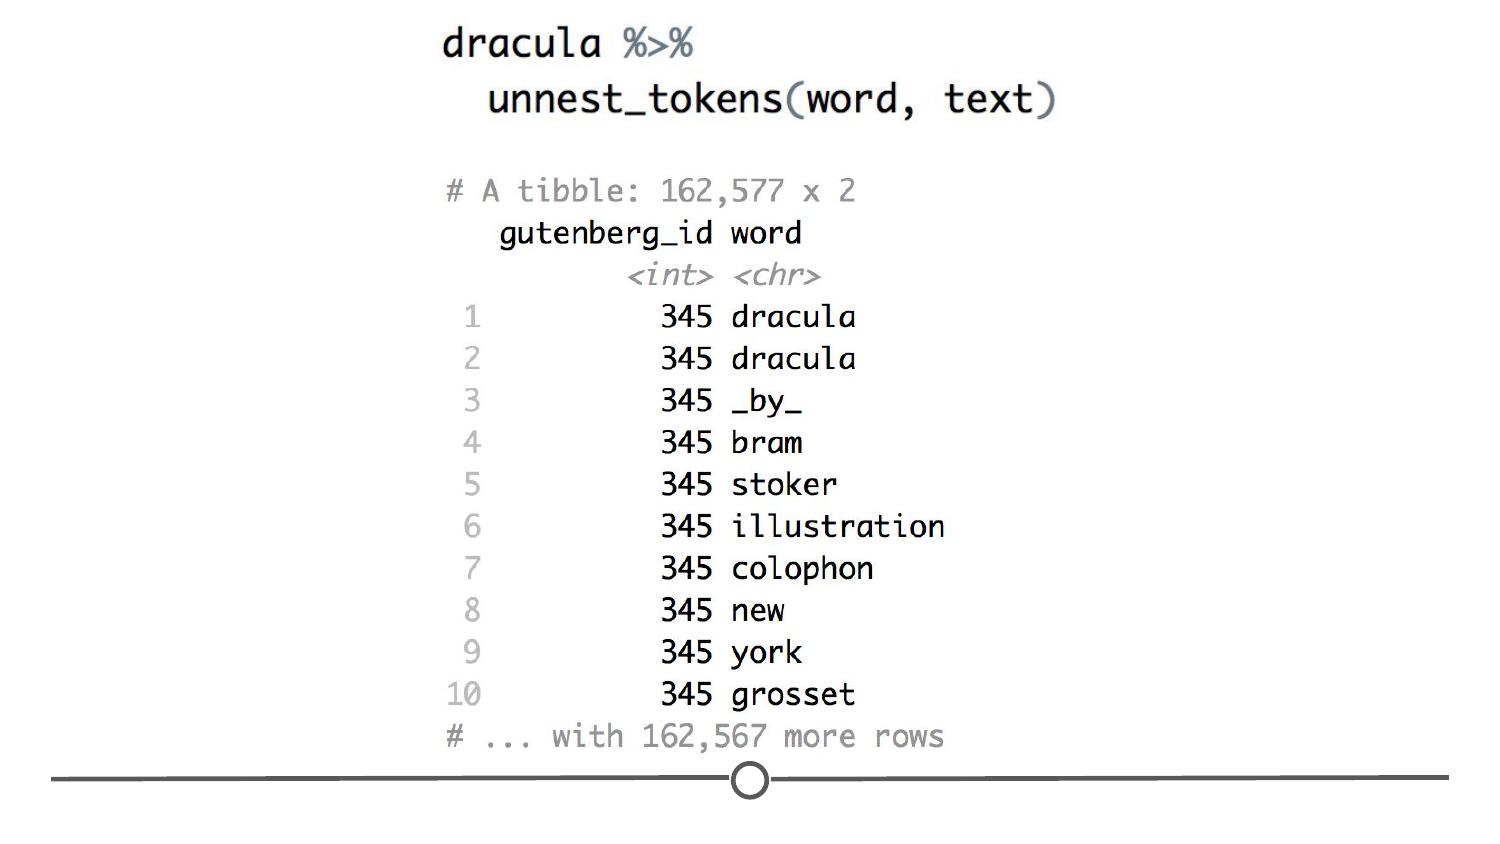 dracula %>%
  unnest_tokens(word, text)
# A tibble: 162,577 x 2
   gutenberg_id word
          <int> <chr>
 1          345 dracula
 2          345 dracula
 3          345 _by_
 4          345 bram
 5          345 stoker
 6          345 illustration
 7          345 colophon
 8          345 new
 9          345 york
10          345 grosset
# ... with 162,567 more rows